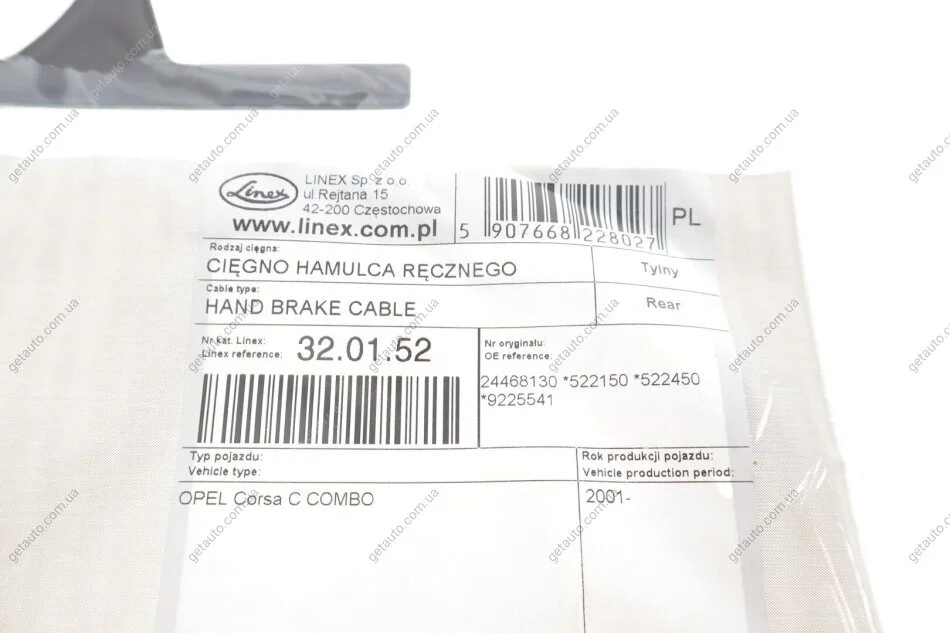 Linex
LINEX Sp. z o.o.
ul.Rejtana 15
42-200 Częstochowa
www.linex.com.pl
5 907668 228027
PL
Rodzaj cięgna:
CIĘGNO HAMULCA RĘCZNEGO
Tylny
Cable type:
HAND BRAKE CABLE
Rear
Nr kat. Linex:
Linex reference:
32.01.52
Nr oryginału:
OE reference:
24468130 *522150 *522450
*9225541
Typ pojazdu:
Vehicle type:
OPEL Corsa C COMBO
Rok produkcji pojazdu:
Vehicle production period:
2001-
getauto.com.ua